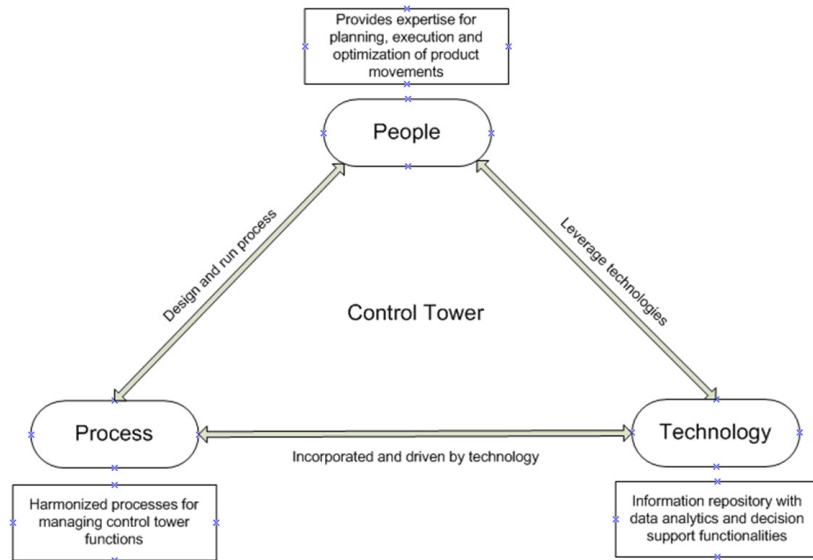 Provides expertise for
planning, execution and
optimization of product
movements
People
Design and run process
Leverage technologies
Control Tower
Process
Technology
Incorporated and driven by technology
Harmonized processes for
managing control tower
functions
Information repository with
data analytics and decision
support functionalities